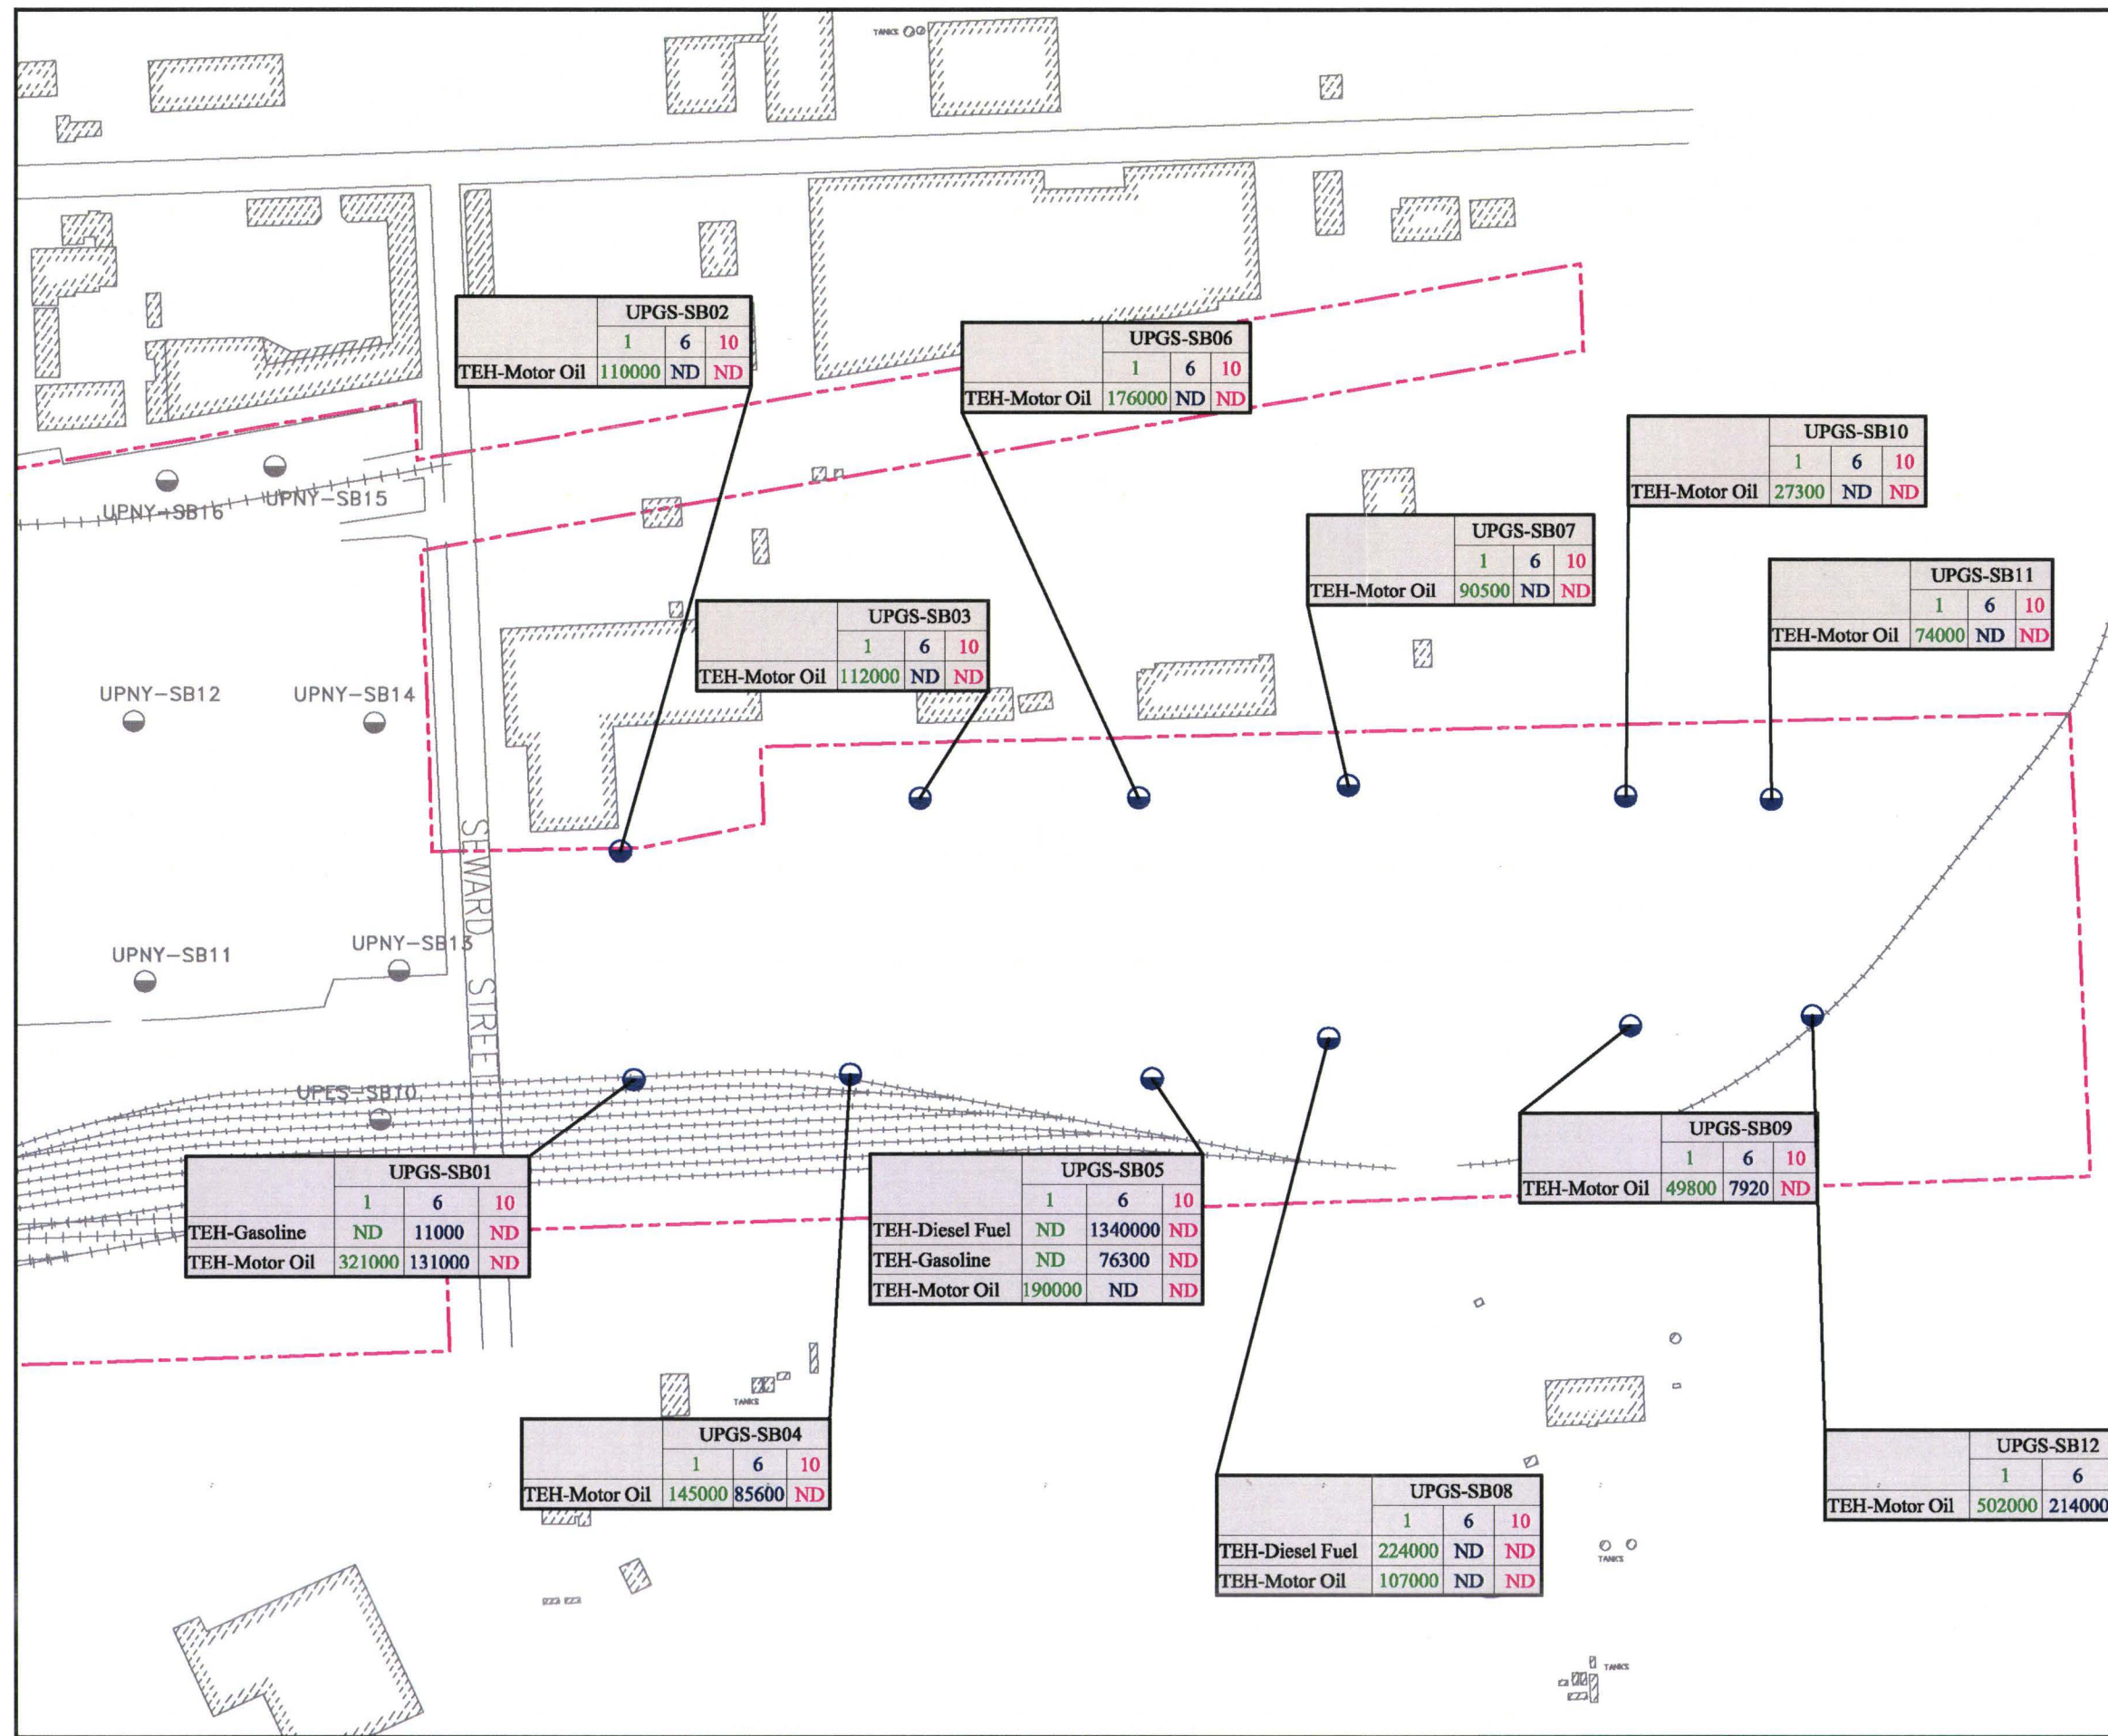 TANKS
UPGS-SB02
1 6 10
TEH-Motor Oil 110000 ND ND
UPGS-SB06
1 6 10
TEH-Motor Oil 176000 ND ND
UPGS-SB10
1 6 10
TEH-Motor Oil 27300 ND ND
UPNY-SB16
UPNY-SB15
UPGS-SB07
1 6 10
TEH-Motor Oil 90500 ND ND
UPGS-SB11
1 6 10
TEH-Motor Oil 74000 ND ND
UPGS-SB03
1 6 10
TEH-Motor Oil 112000 ND ND
UPNY-SB12
UPNY-SB14
SEWARD STREET
UPNY-SB11
UPNY-SB13
UPES-SB10
UPGS-SB01
1 6 10
TEH-Gasoline ND 11000 ND
TEH-Motor Oil 321000 131000 ND
UPGS-SB05
1 6 10
TEH-Diesel Fuel ND 1340000 ND
TEH-Gasoline ND 76300 ND
TEH-Motor Oil 190000 ND ND
UPGS-SB09
1 6 10
TEH-Motor Oil 49800 7920 ND
TANKS
UPGS-SB04
1 6 10
TEH-Motor Oil 145000 85600 ND
UPGS-SB08
1 6 10
TEH-Diesel Fuel 224000 ND ND
TEH-Motor Oil 107000 ND ND
UPGS-SB12
1 6
TEH-Motor Oil 502000 214000
TANKS
TANKS